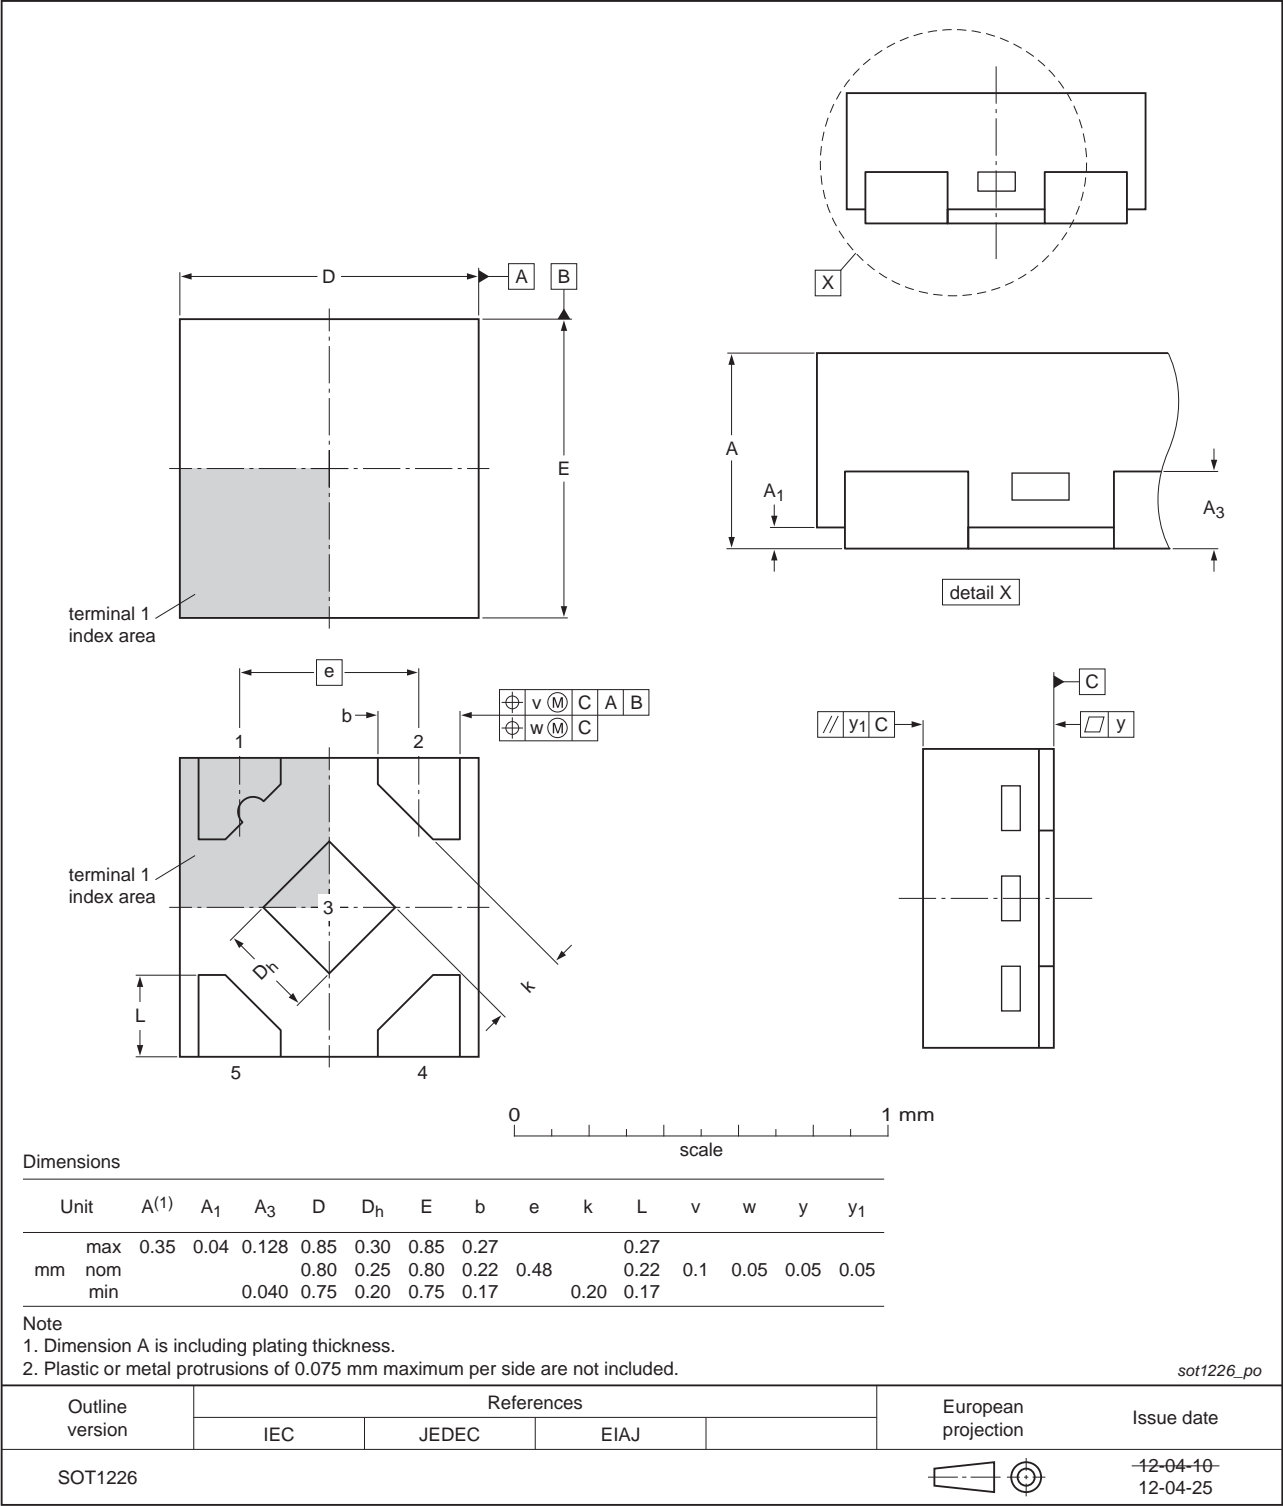 X
D
A
B
E
terminal 1
index area
A
A1
A3
detail X
e
b
v M C A B
w M C
1
2
terminal 1
index area
3
Dh
k
L
5
4
C
// y1 C
y
0
1 mm
scale
Dimensions
Unit A(1) A1 A3 D Dh E b e k L v w y y1
max 0.35 0.04 0.128 0.85 0.30 0.85 0.27 0.27
mm nom 0.80 0.25 0.80 0.22 0.48 0.22 0.1 0.05 0.05 0.05
min 0.040 0.75 0.20 0.75 0.17 0.20 0.17
Note
1. Dimension A is including plating thickness.
2. Plastic or metal protrusions of 0.075 mm maximum per side are not included.
sot1226_po
Outline
version
References
IEC
JEDEC
EIAJ
European
projection
Issue date
SOT1226
12-04-10
12-04-25